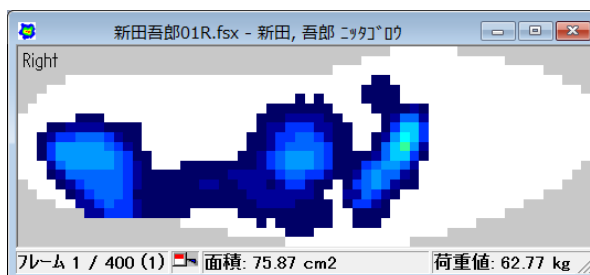 新田吾郎01R.fsx - 新田, 吾郎 ﾆｯﾀｺﾞﾛｳ
Right
ﾌﾚｰﾑ 1 / 400 (1) 面積: 75.87 cm2 荷重値: 62.77 kg